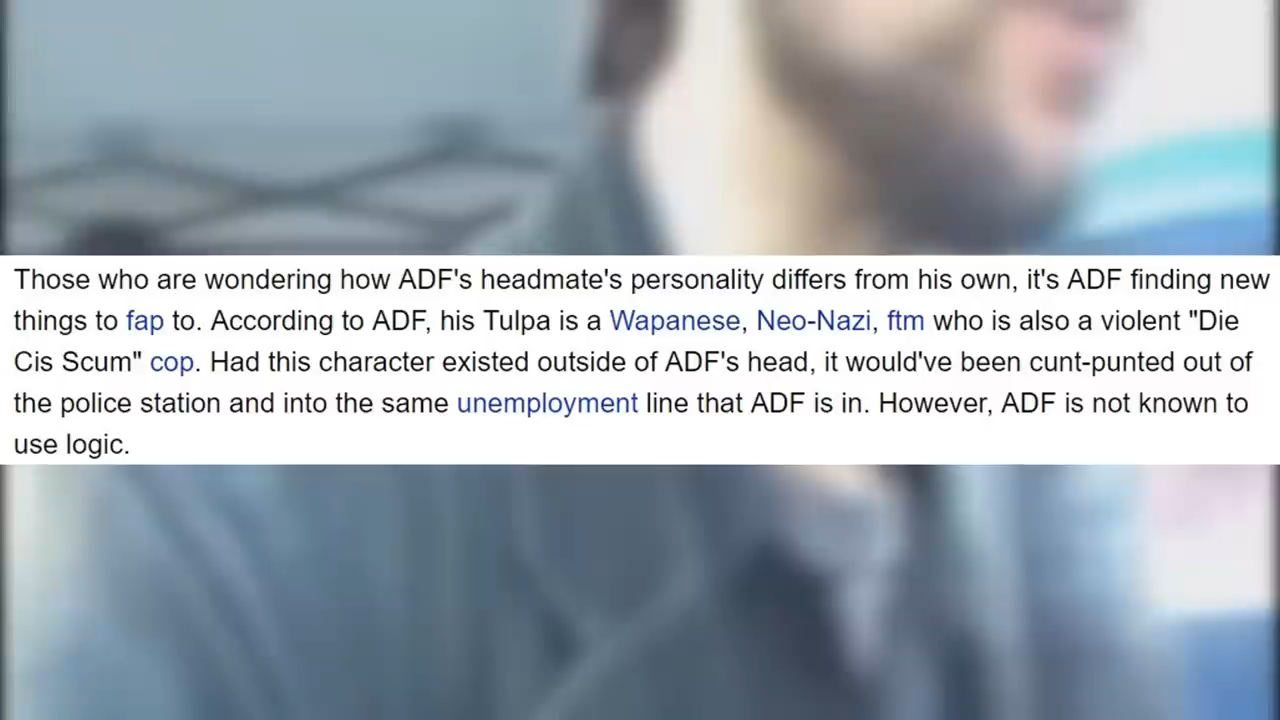 Those who are wondering how ADF's headmate's personality differs from his own, it's ADF finding new
things to fap to. According to ADF, his Tulpa is a Wapanese, Neo-Nazi, ftm who is also a violent "Die
Cis Scum" cop. Had this character existed outside of ADF's head, it would've been cunt-punted out of
the police station and into the same unemployment line that ADF is in. However, ADF is not known to
use logic.